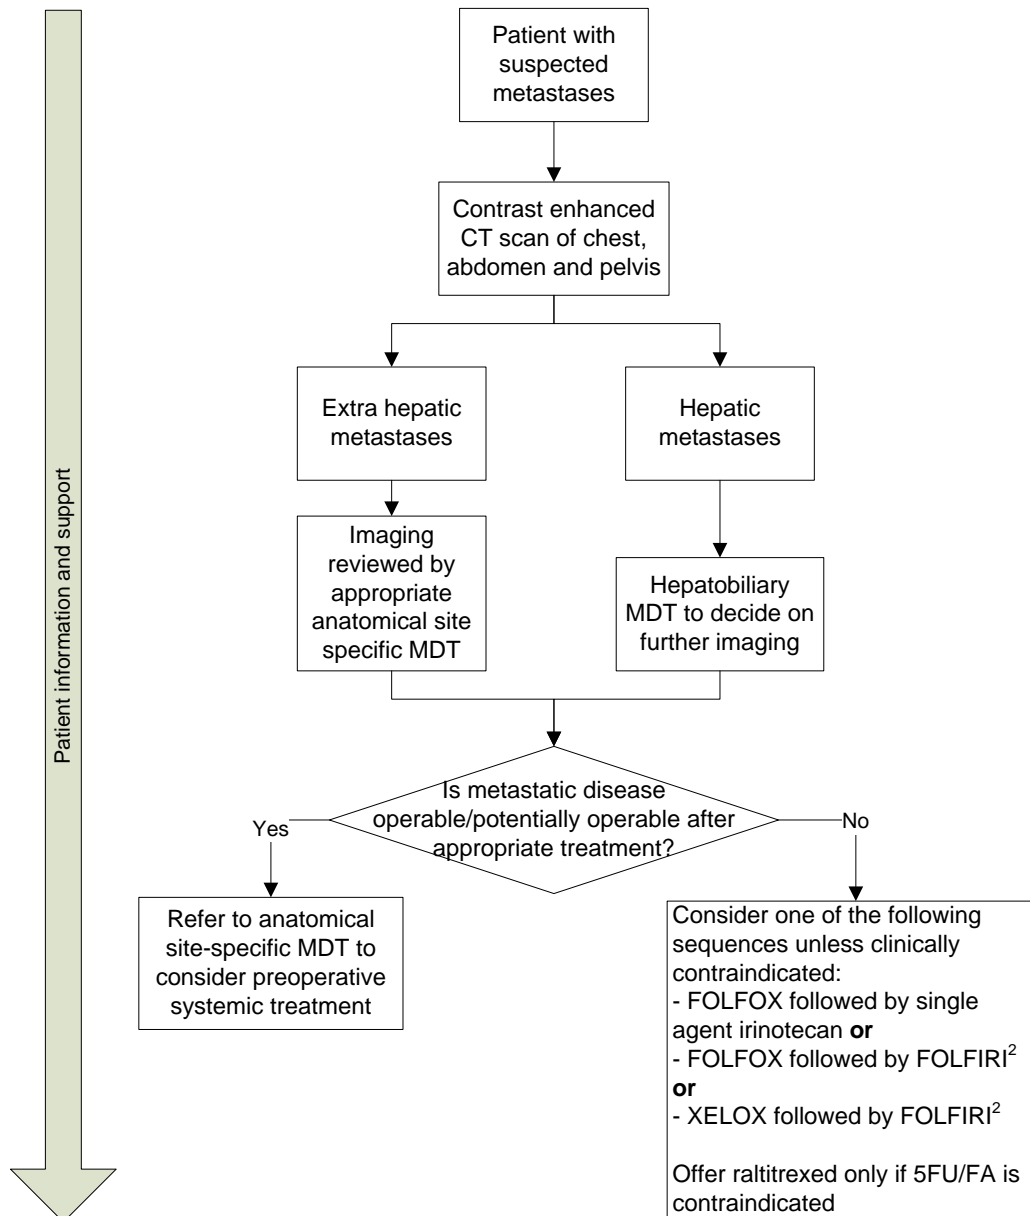 Patient with
suspected
metastases
Contrast enhanced
CT scan of chest,
abdomen and pelvis
Extra hepatic
metastases
Hepatic
metastases
Imaging
reviewed by
appropriate
anatomical site
specific MDT
Hepatobiliary
MDT to decide on
further imaging
Patient information and support
Is metastatic disease
operable/potentially operable after
appropriate treatment?
Yes
No
Refer to anatomical
site-specific MDT to
consider preoperative
systemic treatment
Consider one of the following
sequences unless clinically
contraindicated:
- FOLFOX followed by single
agent irinotecan or
- FOLFOX followed by FOLFIRI²
or
- XELOX followed by FOLFIRI²
Offer raltitrexed only if 5FU/FA is
contraindicated